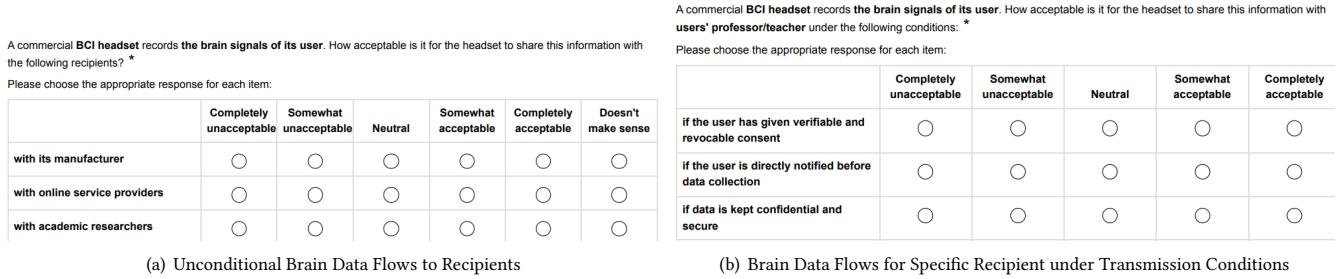 A commercial BCI headset records the brain signals of its user. How acceptable is it for the headset to share this information with
the following recipients? *
Please choose the appropriate response for each item:
Completely unacceptable Somewhat unacceptable Neutral Somewhat acceptable Completely acceptable Doesn't make sense
with its manufacturer
with online service providers
with academic researchers
(a) Unconditional Brain Data Flows to Recipients
A commercial BCI headset records the brain signals of its user. How acceptable is it for the headset to share this information with
users' professor/teacher under the following conditions: *
Please choose the appropriate response for each item:
Completely unacceptable Somewhat unacceptable Neutral Somewhat acceptable Completely acceptable
if the user has given verifiable and
revocable consent
if the user is directly notified before
data collection
if data is kept confidential and
secure
(b) Brain Data Flows for Specific Recipient under Transmission Conditions